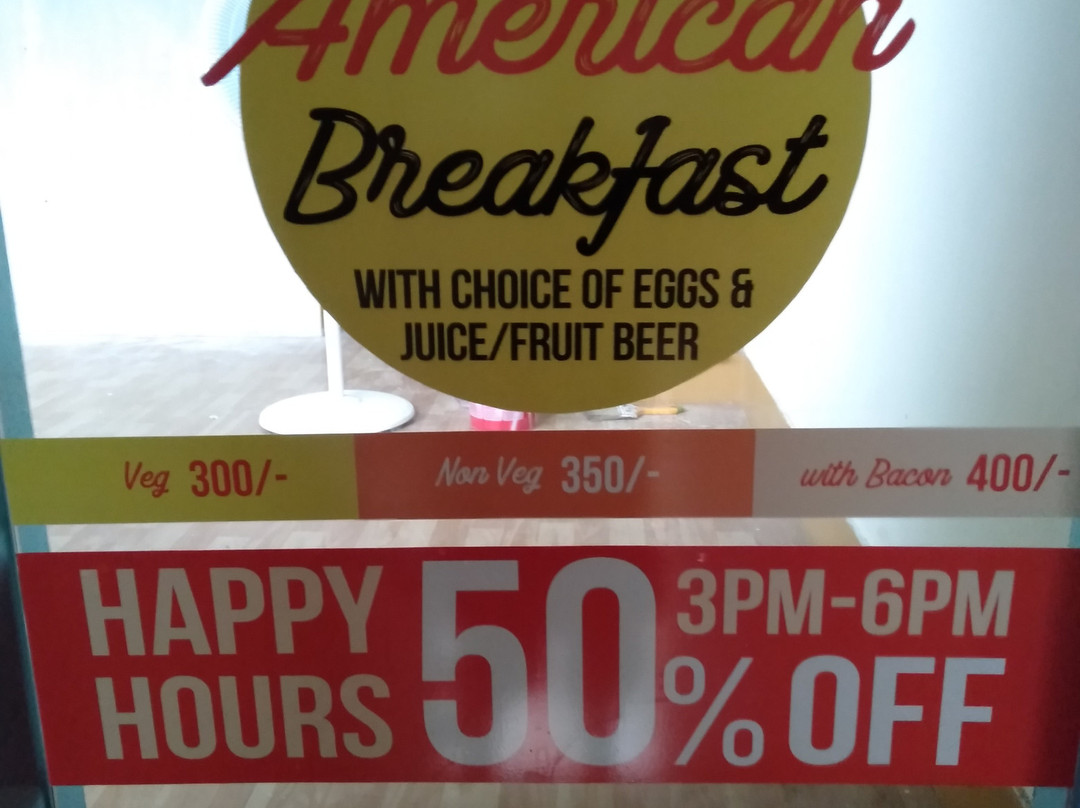 American
Breakfast
WITH CHOICE OF EGGS &
JUICE/FRUIT BEER
Veg 300/- Non Veg 350/- with Bacon 400/-
HAPPY HOURS 50% OFF 3PM-6PM